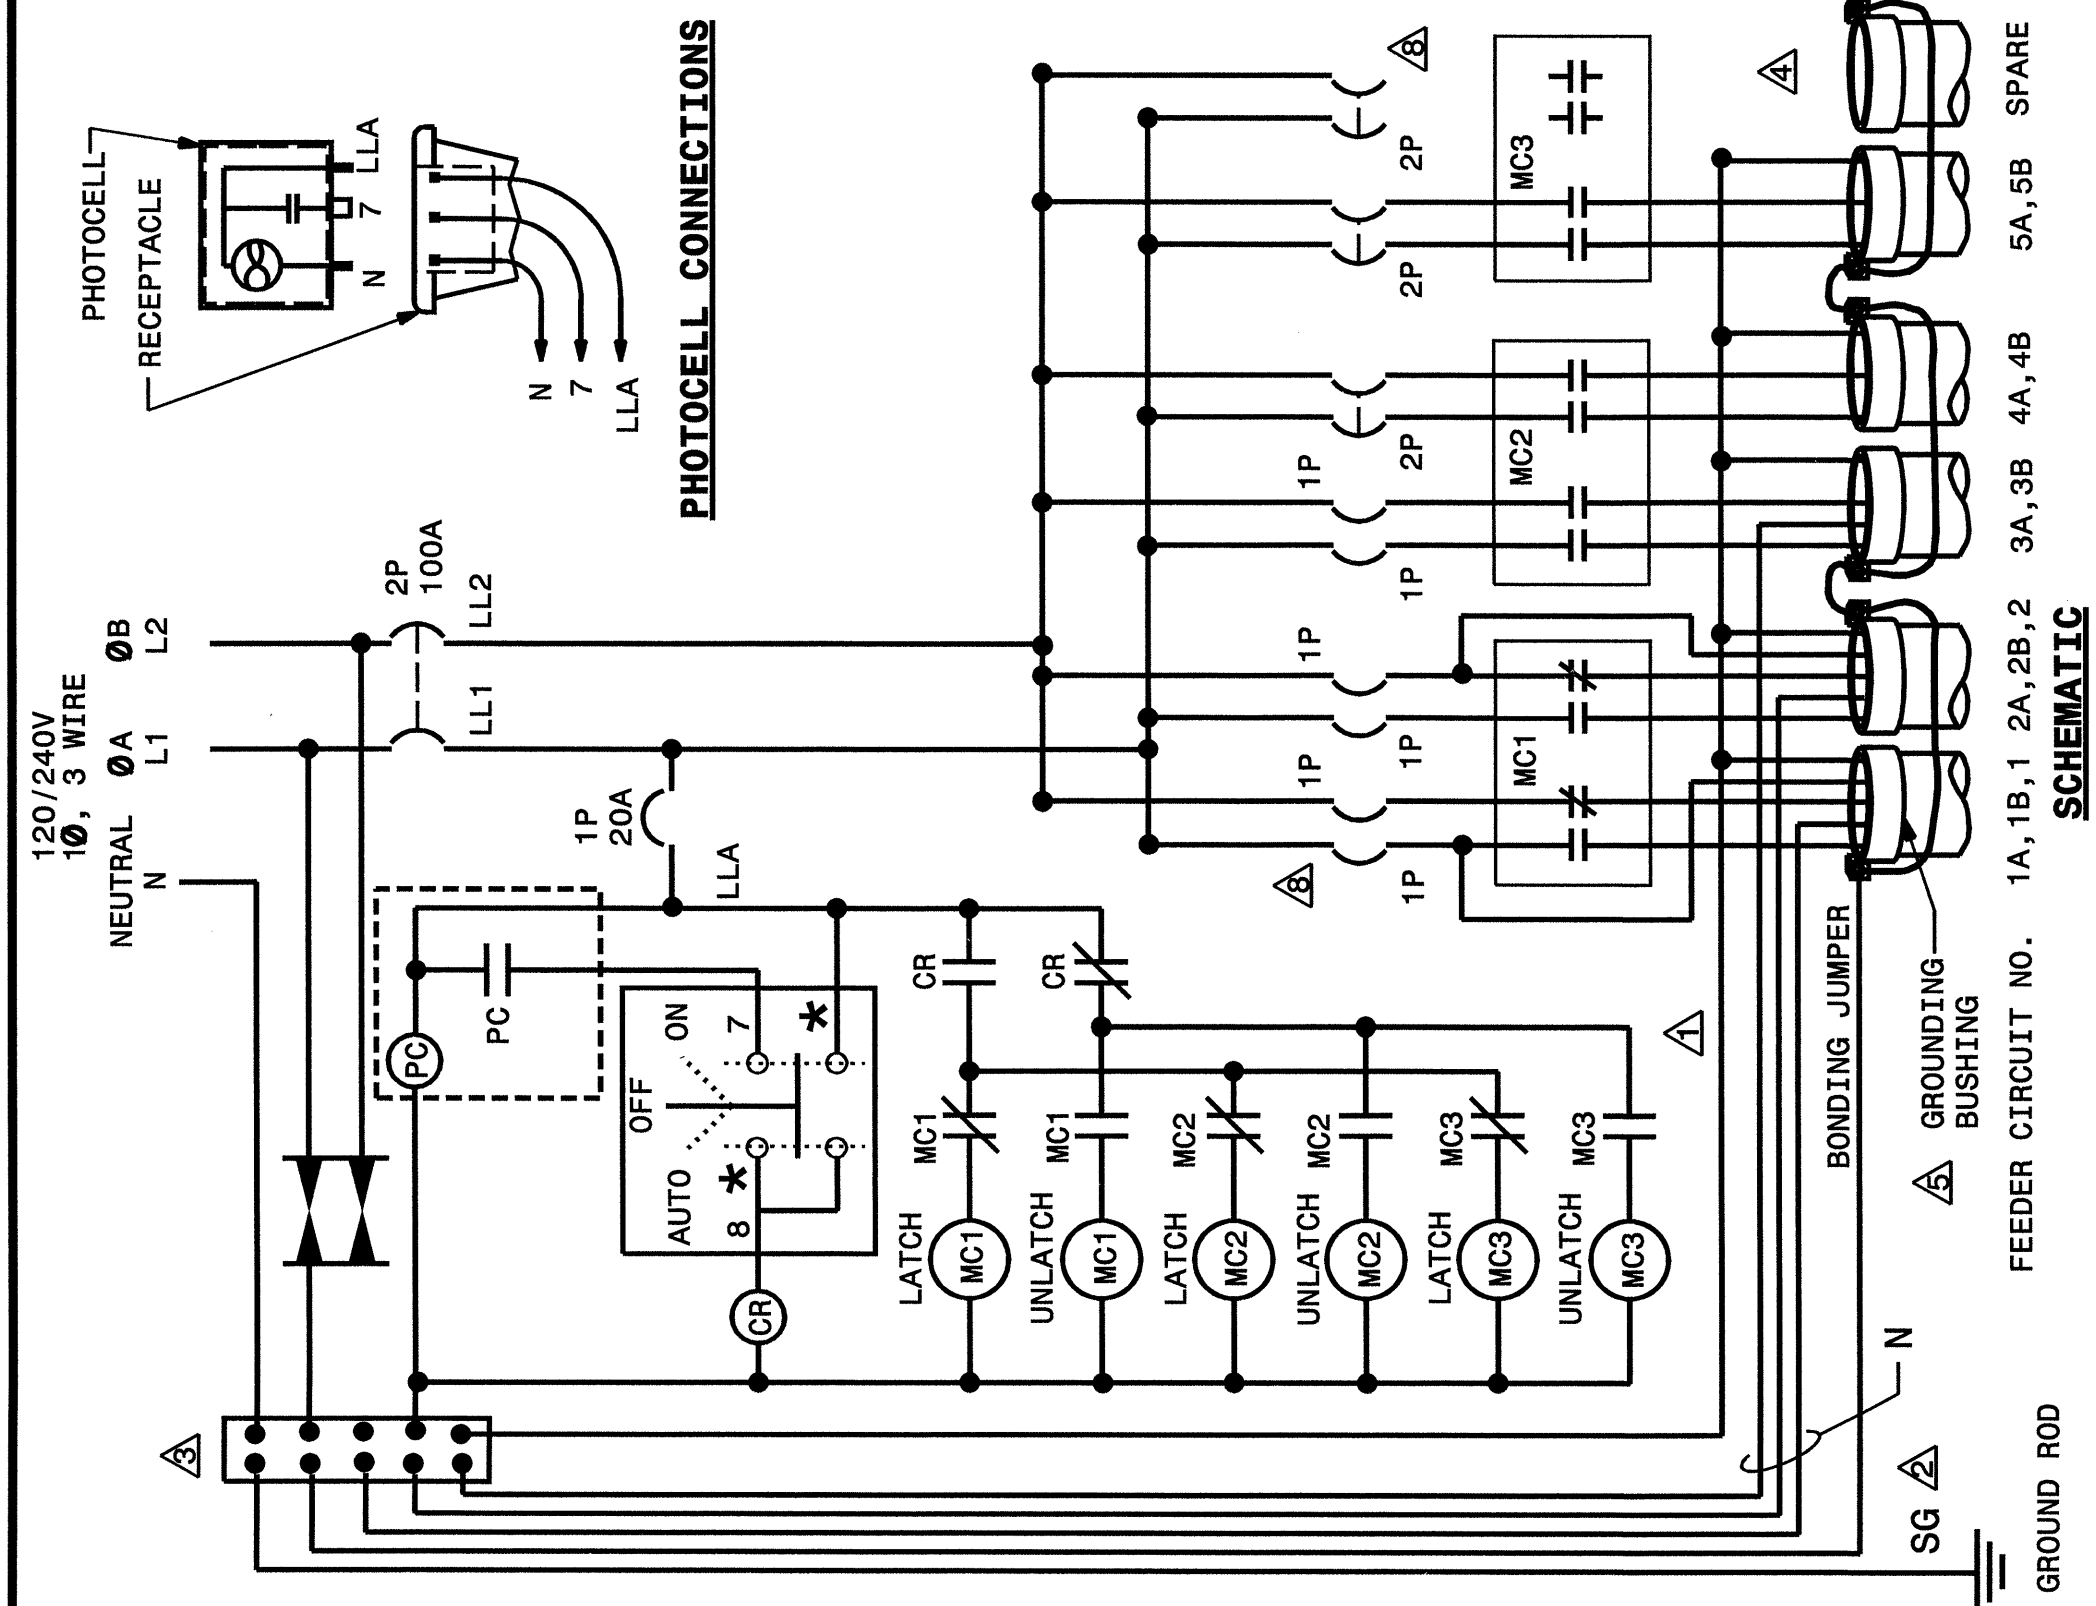 120/240V
1Ø, 3 WIRE
NEUTRAL
N
ØA
L1
ØB
L2
2P
100A
LL1
LL2
1P
20A
LLA
PC
PC
OFF
ON
AUTO
7
*
8
*
CR
CR
CR
LATCH
MC1
MC1
UNLATCH
MC1
MC1
LATCH
MC2
MC2
UNLATCH
MC2
MC2
LATCH
MC3
MC3
UNLATCH
MC3
MC3
3
1
8
1P
1P
1P
1P
1P
1P
2P
2P
2P
8
MC1
MC2
MC3
4
BONDING JUMPER
5
GROUNDING
BUSHING
N
2
SG
GROUND ROD
FEEDER CIRCUIT NO.
1A,1B,1
2A,2B,2
3A,3B
4A,4B
5A,5B
SPARE
SCHEMATIC
PHOTOCELL
RECEPTACLE
N
7
LLA
N
7
LLA
PHOTOCELL CONNECTIONS